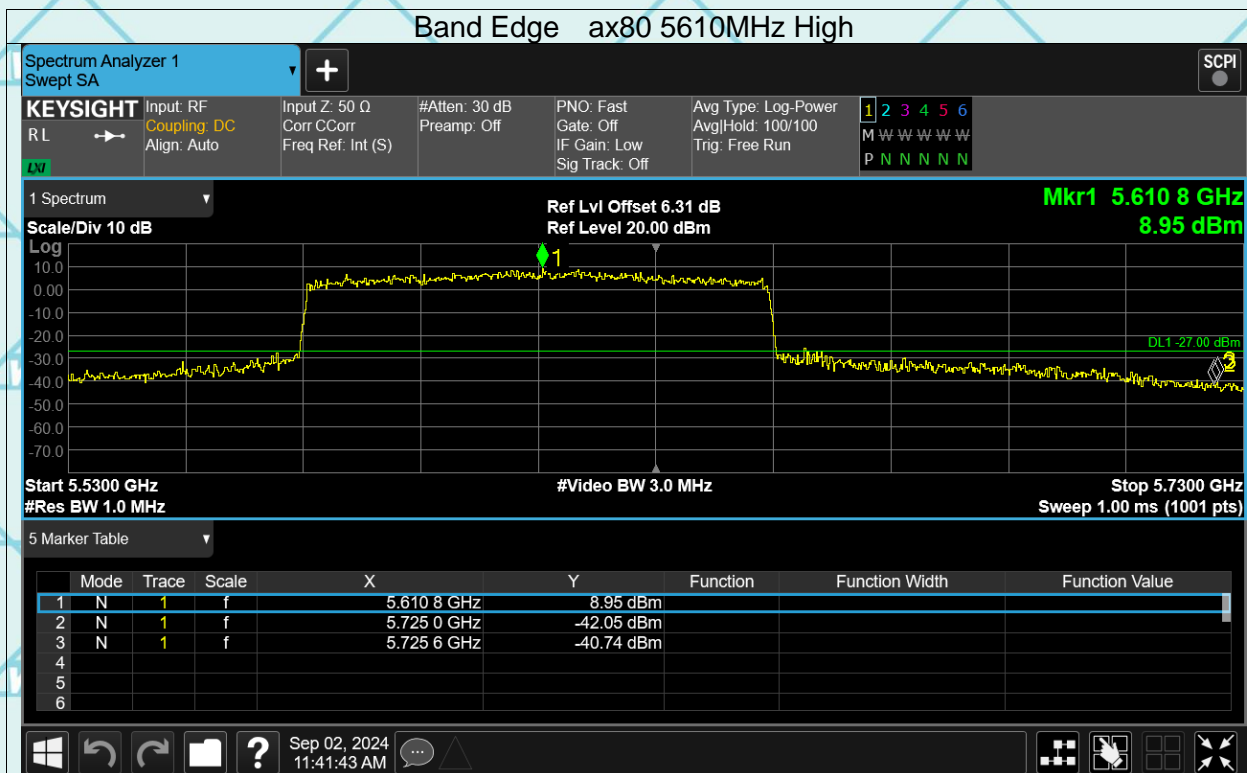 Band Edge ax80 5610MHz High
Spectrum Analyzer 1
Swept SA
+
SCPI
KEYSIGHT
RL
LXI
Input: RF
Coupling: DC
Align: Auto
Input Z: 50 Ω
Corr CCorr
Freq Ref: Int (S)
#Atten: 30 dB
Preamp: Off
PNO: Fast
Gate: Off
IF Gain: Low
Sig Track: Off
Avg Type: Log-Power
Avg|Hold: 100/100
Trig: Free Run
1 2 3 4 5 6
M W W W W W
P N N N N N
1 Spectrum
Scale/Div 10 dB
Ref Lvl Offset 6.31 dB
Ref Level 20.00 dBm
Mkr1 5.610 8 GHz
8.95 dBm
Log
10.0
0.00
-10.0
-20.0
-30.0
-40.0
-50.0
-60.0
-70.0
1
DL1 -27.00 dBm
Start 5.5300 GHz
#Res BW 1.0 MHz
#Video BW 3.0 MHz
Stop 5.7300 GHz
Sweep 1.00 ms (1001 pts)
5 Marker Table
Mode Trace Scale X Y Function Function Width Function Value
1 N 1 f 5.610 8 GHz 8.95 dBm
2 N 1 f 5.725 0 GHz -42.05 dBm
3 N 1 f 5.725 6 GHz -40.74 dBm
4
5
6
?
Sep 02, 2024
11:41:43 AM